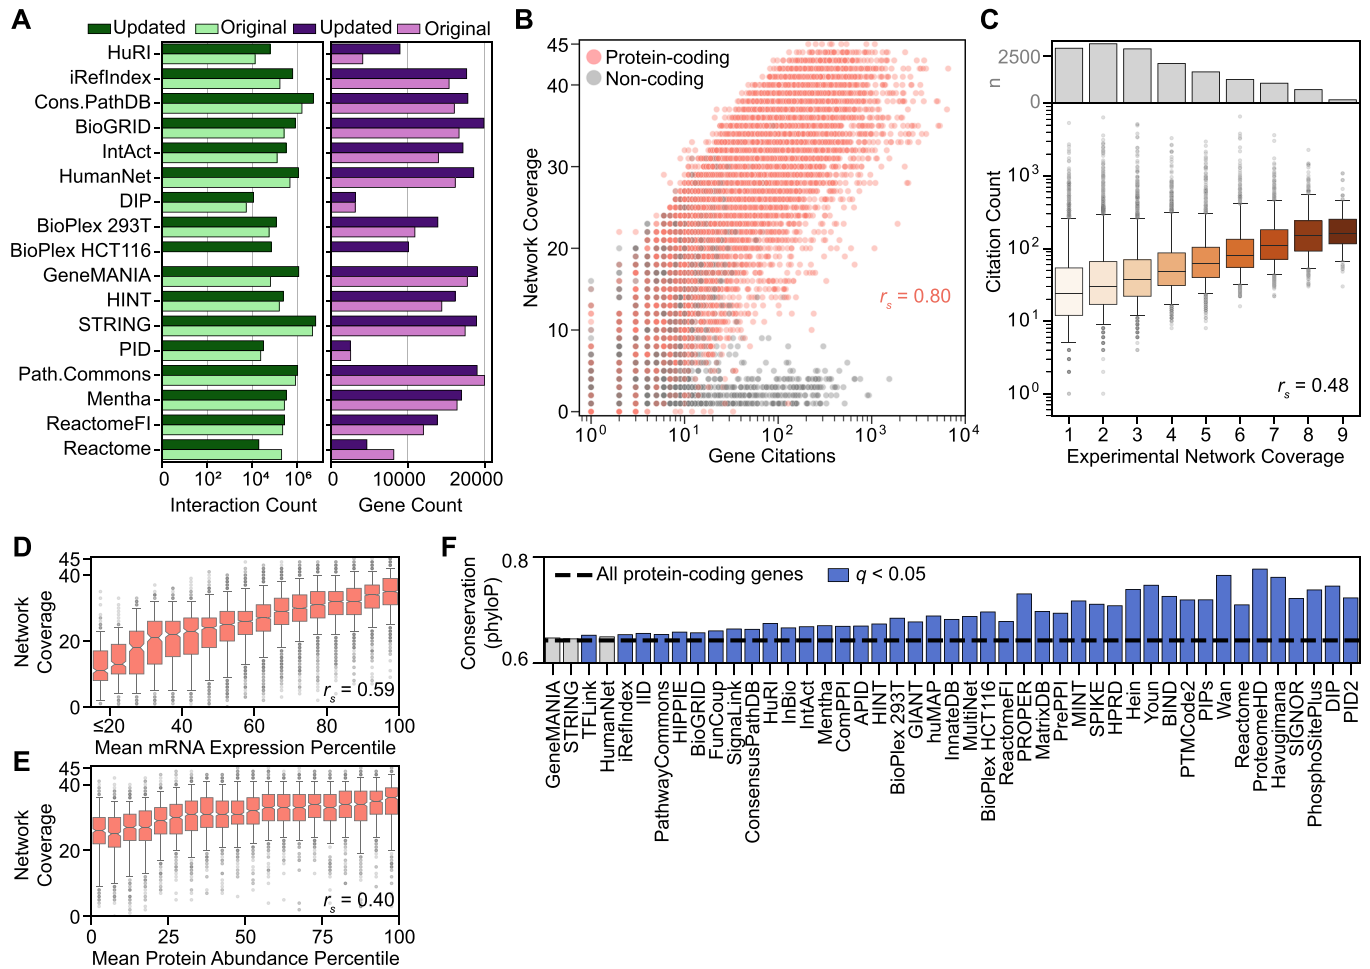 A
Updated Original Updated Original
HuRI
iRefIndex
Cons.PathDB
BioGRID
IntAct
HumanNet
DIP
BioPlex 293T
BioPlex HCT116
GeneMANIA
HINT
STRING
PID
Path.Commons
Mentha
ReactomeFI
Reactome
0 10² 10⁴ 10⁶
Interaction Count
0 10000 20000
Gene Count
B
Protein-coding
Non-coding
45
40
30
20
10
0
Network Coverage
rs = 0.80
10⁰ 10¹ 10² 10³ 10⁴
Gene Citations
C
n
2500
0
Citation Count
10³
10²
10¹
10⁰
rs = 0.48
1 2 3 4 5 6 7 8 9
Experimental Network Coverage
D
Network
Coverage
45
40
20
0
rs = 0.59
≤20 40 60 80 100
Mean mRNA Expression Percentile
E
Network
Coverage
45
40
20
0
rs = 0.40
0 25 50 75 100
Mean Protein Abundance Percentile
F
Conservation
(phyloP)
0.8
0.6
All protein-coding genes
q < 0.05
GeneMANIA
STRING
TFLink
HumanNet
iRefIndex
IID
PathwayCommons
HIPPIE
BioGRID
FunCoup
SignaLink
ConsensusPathDB
HuRI
InBio
IntAct
Mentha
ComPPI
APID
HINT
BioPlex 293T
GIANT
huMAP
InnateDB
MultiNet
BioPlex HCT116
ReactomeFI
PROPER
MatrixDB
PrePPI
MINT
SPIKE
HPRD
Hein
Youn
BIND
PTMCode2
PIPs
Wan
Reactome
ProteomeHD
Havugimana
SIGNOR
PhosphoSitePlus
DIP
PID2